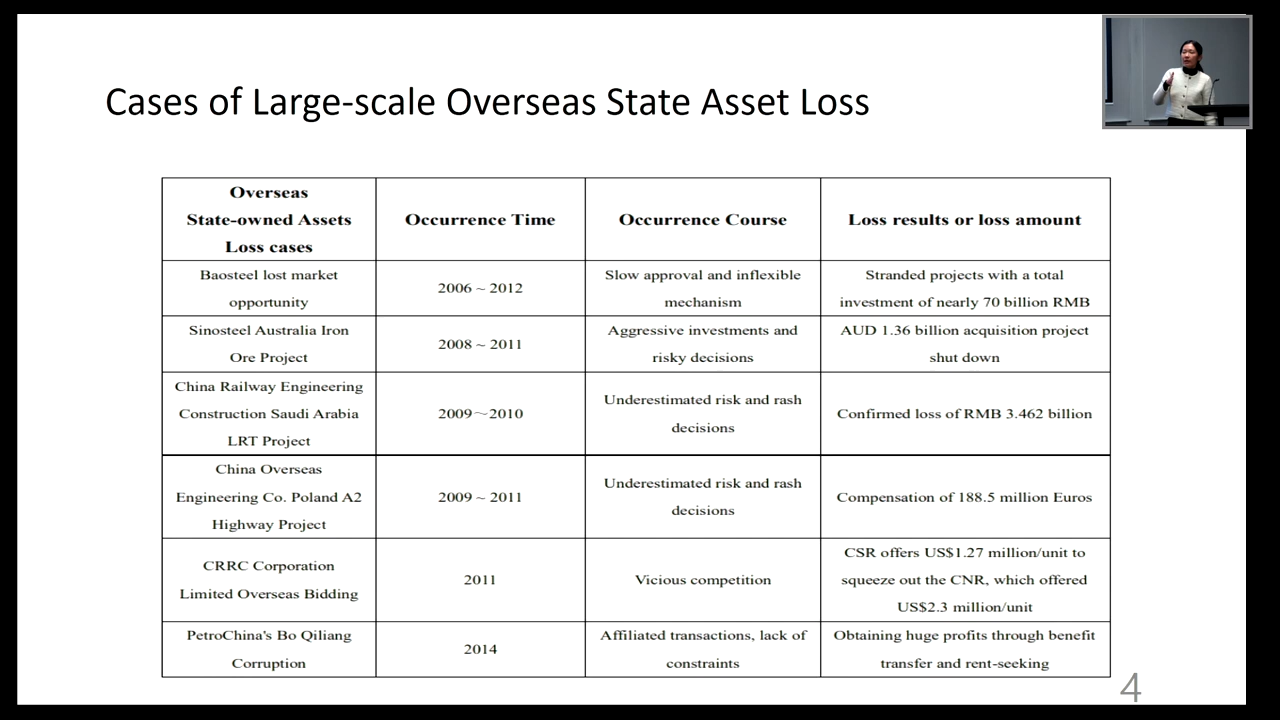 Cases of Large-scale Overseas State Asset Loss
Overseas
State-owned Assets
Loss cases
Occurrence Time
Occurrence Course
Loss results or loss amount
Baosteel lost market
opportunity
2006 ~ 2012
Slow approval and inflexible
mechanism
Stranded projects with a total
investment of nearly 70 billion RMB
Sinosteel Australia Iron
Ore Project
2008 ~ 2011
Aggressive investments and
risky decisions
AUD 1.36 billion acquisition project
shut down
China Railway Engineering
Construction Saudi Arabia
LRT Project
2009～2010
Underestimated risk and rash
decisions
Confirmed loss of RMB 3.462 billion
China Overseas
Engineering Co. Poland A2
Highway Project
2009 ~ 2011
Underestimated risk and rash
decisions
Compensation of 188.5 million Euros
CRRC Corporation
Limited Overseas Bidding
2011
Vicious competition
CSR offers US$1.27 million/unit to
squeeze out the CNR, which offered
US$2.3 million/unit
PetroChina's Bo Qiliang
Corruption
2014
Affiliated transactions, lack of
constraints
Obtaining huge profits through benefit
transfer and rent-seeking
4